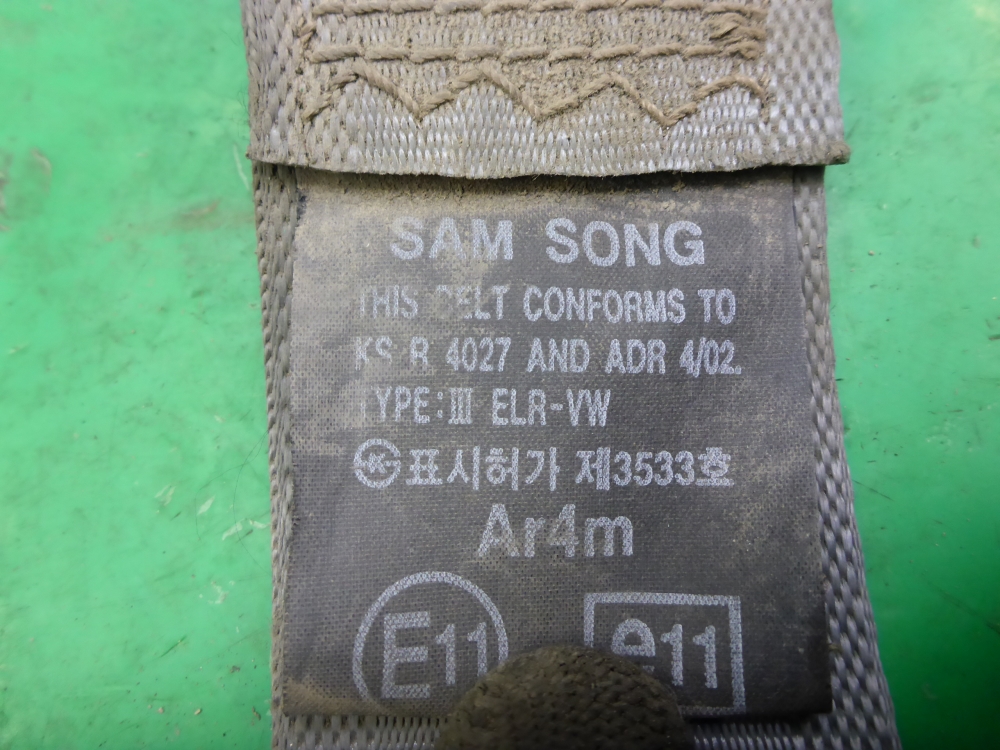 SAM SONG
THIS BELT CONFORMS TO
KS R 4027 AND ADR 4/02.
TYPE:Ⅲ ELR-VW
㉿표시허가 제3533호
Ar4m
E11 e11